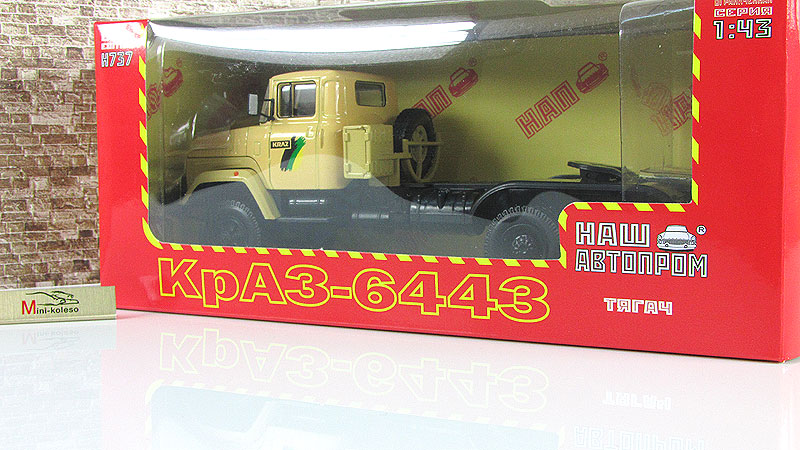 H737
СЕРИЯ
1:43
НАП
НАП
KRAZ
НАШ
АВТОПРОМ®
КрАЗ-6443
ТЯГАЧ
Mini-koleso